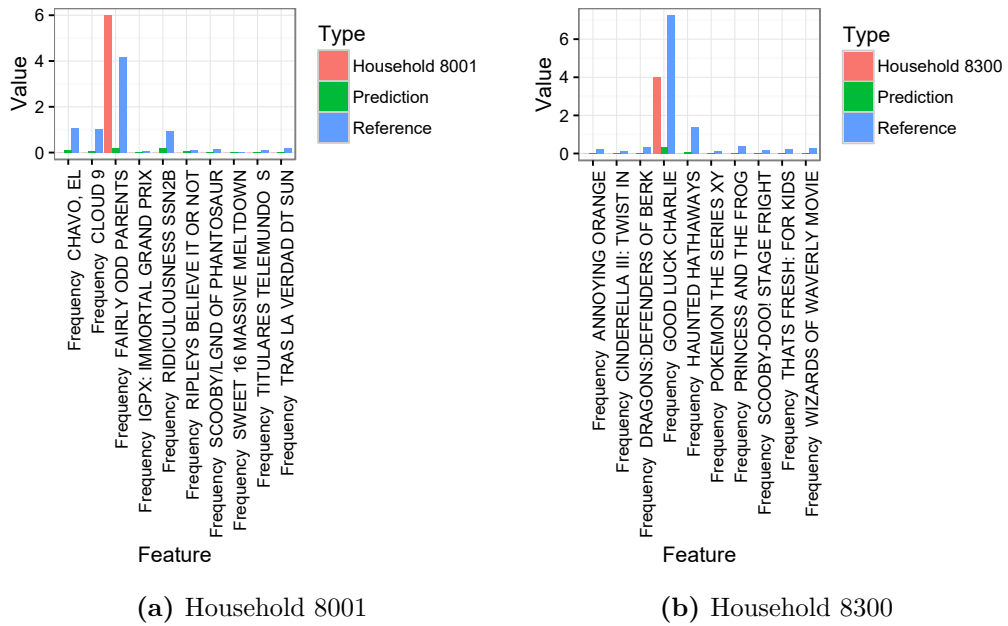 6
4
2
0
Value
Frequency CHAVO, EL
Frequency CLOUD 9
Frequency FAIRLY ODD PARENTS
Frequency IGPX: IMMORTAL GRAND PRIX
Frequency RIDICULOUSNESS SSN2B
Frequency RIPLEYS BELIEVE IT OR NOT
Frequency SCOOBY/LGND OF PHANTOSAUR
Frequency SWEET 16 MASSIVE MELTDOWN
Frequency TITULARES TELEMUNDO S
Frequency TRAS LA VERDAD DT SUN
Feature
Type
Household 8001
Prediction
Reference
(a) Household 8001
6
4
2
0
Value
Frequency ANNOYING ORANGE
Frequency CINDERELLA III: TWIST IN
Frequency DRAGONS:DEFENDERS OF BERK
Frequency GOOD LUCK CHARLIE
Frequency HAUNTED HATHAWAYS
Frequency POKEMON THE SERIES XY
Frequency PRINCESS AND THE FROG
Frequency SCOOBY-DOO! STAGE FRIGHT
Frequency THATS FRESH: FOR KIDS
Frequency WIZARDS OF WAVERLY MOVIE
Feature
Type
Household 8300
Prediction
Reference
(b) Household 8300